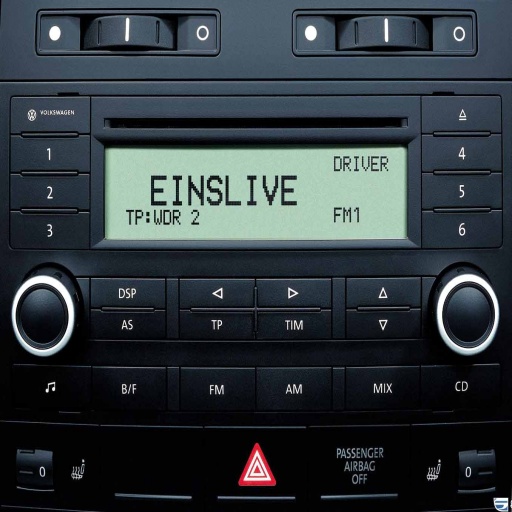 VOLKSWAGEN
1
2
3
DRIVER
EINSLIVE
TP:WDR 2
FM1
4
5
6
DSP
AS
TP
TIM
B/F
FM
AM
MIX
CD
0
PASSENGER
AIRBAG
OFF
0